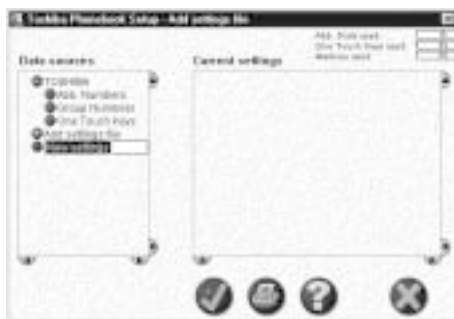 Toshiba Phonebook Setup - Add settings file
Abb. Dials used
One Touch Keys used
Memory used
Data sources
Current settings
TOSHIBA
Abb. Numbers
Group Numbers
One Touch Keys
Add settings file
New settings